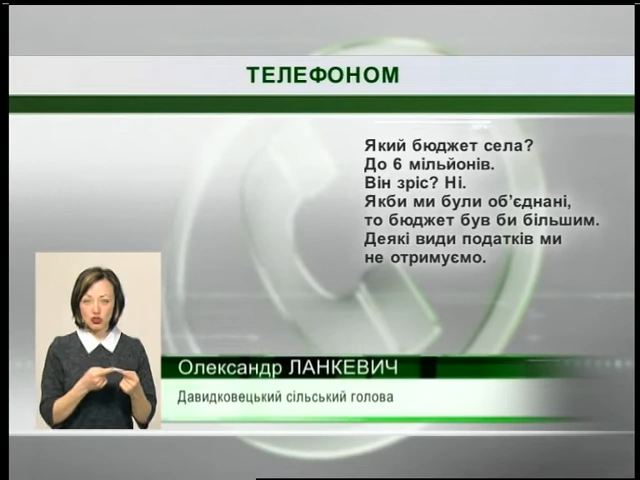 ТЕЛЕФОНОМ
Який бюджет села?
До 6 мільйонів.
Він зріс? Ні.
Якби ми були об’єднані,
то бюджет був би більшим.
Деякі види податків ми
не отримуємо.
Олександр ЛАНКЕВИЧ
Давидковецький сільський голова